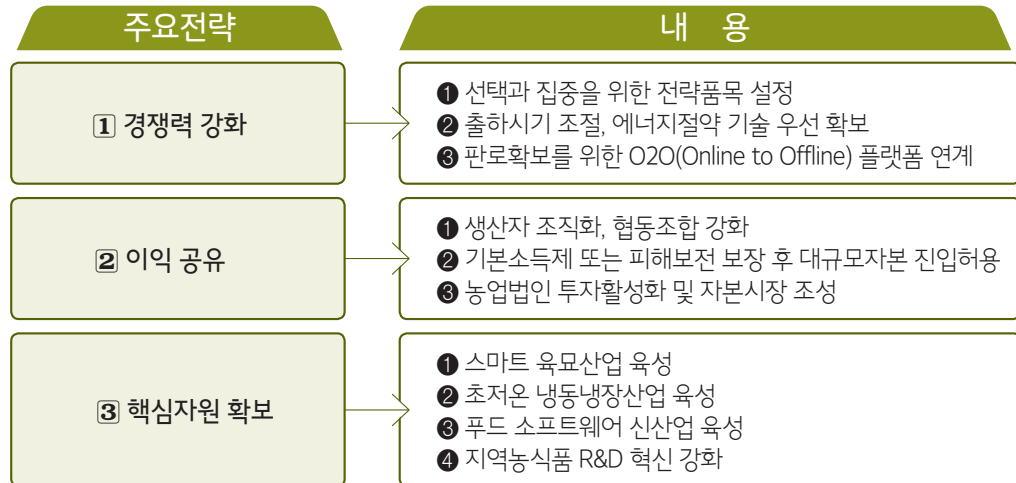 주요전략
내 용
1 경쟁력 강화
❶ 선택과 집중을 위한 전략품목 설정
❷ 출하시기 조절, 에너지절약 기술 우선 확보
❸ 판로확보를 위한 O2O(Online to Offline) 플랫폼 연계
2 이익 공유
❶ 생산자 조직화, 협동조합 강화
❷ 기본소득제 또는 피해보전 보장 후 대규모자본 진입허용
❸ 농업법인 투자활성화 및 자본시장 조성
3 핵심자원 확보
❶ 스마트 육묘산업 육성
❷ 초저온 냉동냉장산업 육성
❸ 푸드 소프트웨어 신산업 육성
❹ 지역농식품 R&D 혁신 강화